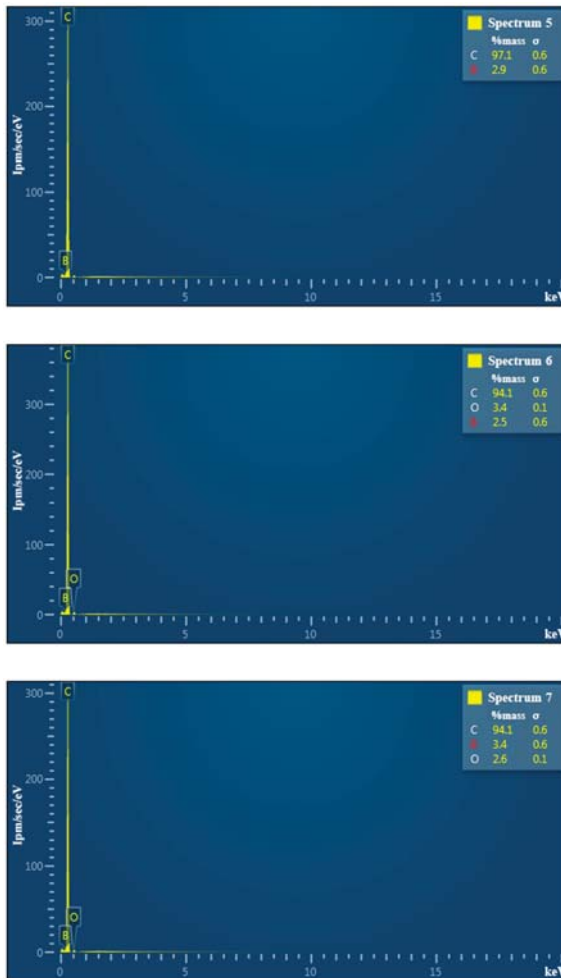 C
300
Spectrum 5
%mass σ
C 97.1 0.6
B 2.9 0.6
200
Ipm/sec/eV
100
B
0
0 5 10 15 keV
C
Spectrum 6
%mass σ
C 94.1 0.6
O 3.4 0.1
B 2.5 0.6
300
Ipm/sec/eV
200
100
O
B
0
0 5 10 15 keV
300
C
Spectrum 7
%mass σ
C 94.1 0.6
B 3.4 0.6
O 2.6 0.1
200
Ipm/sec/eV
100
O
B
0
0 5 10 15 keV